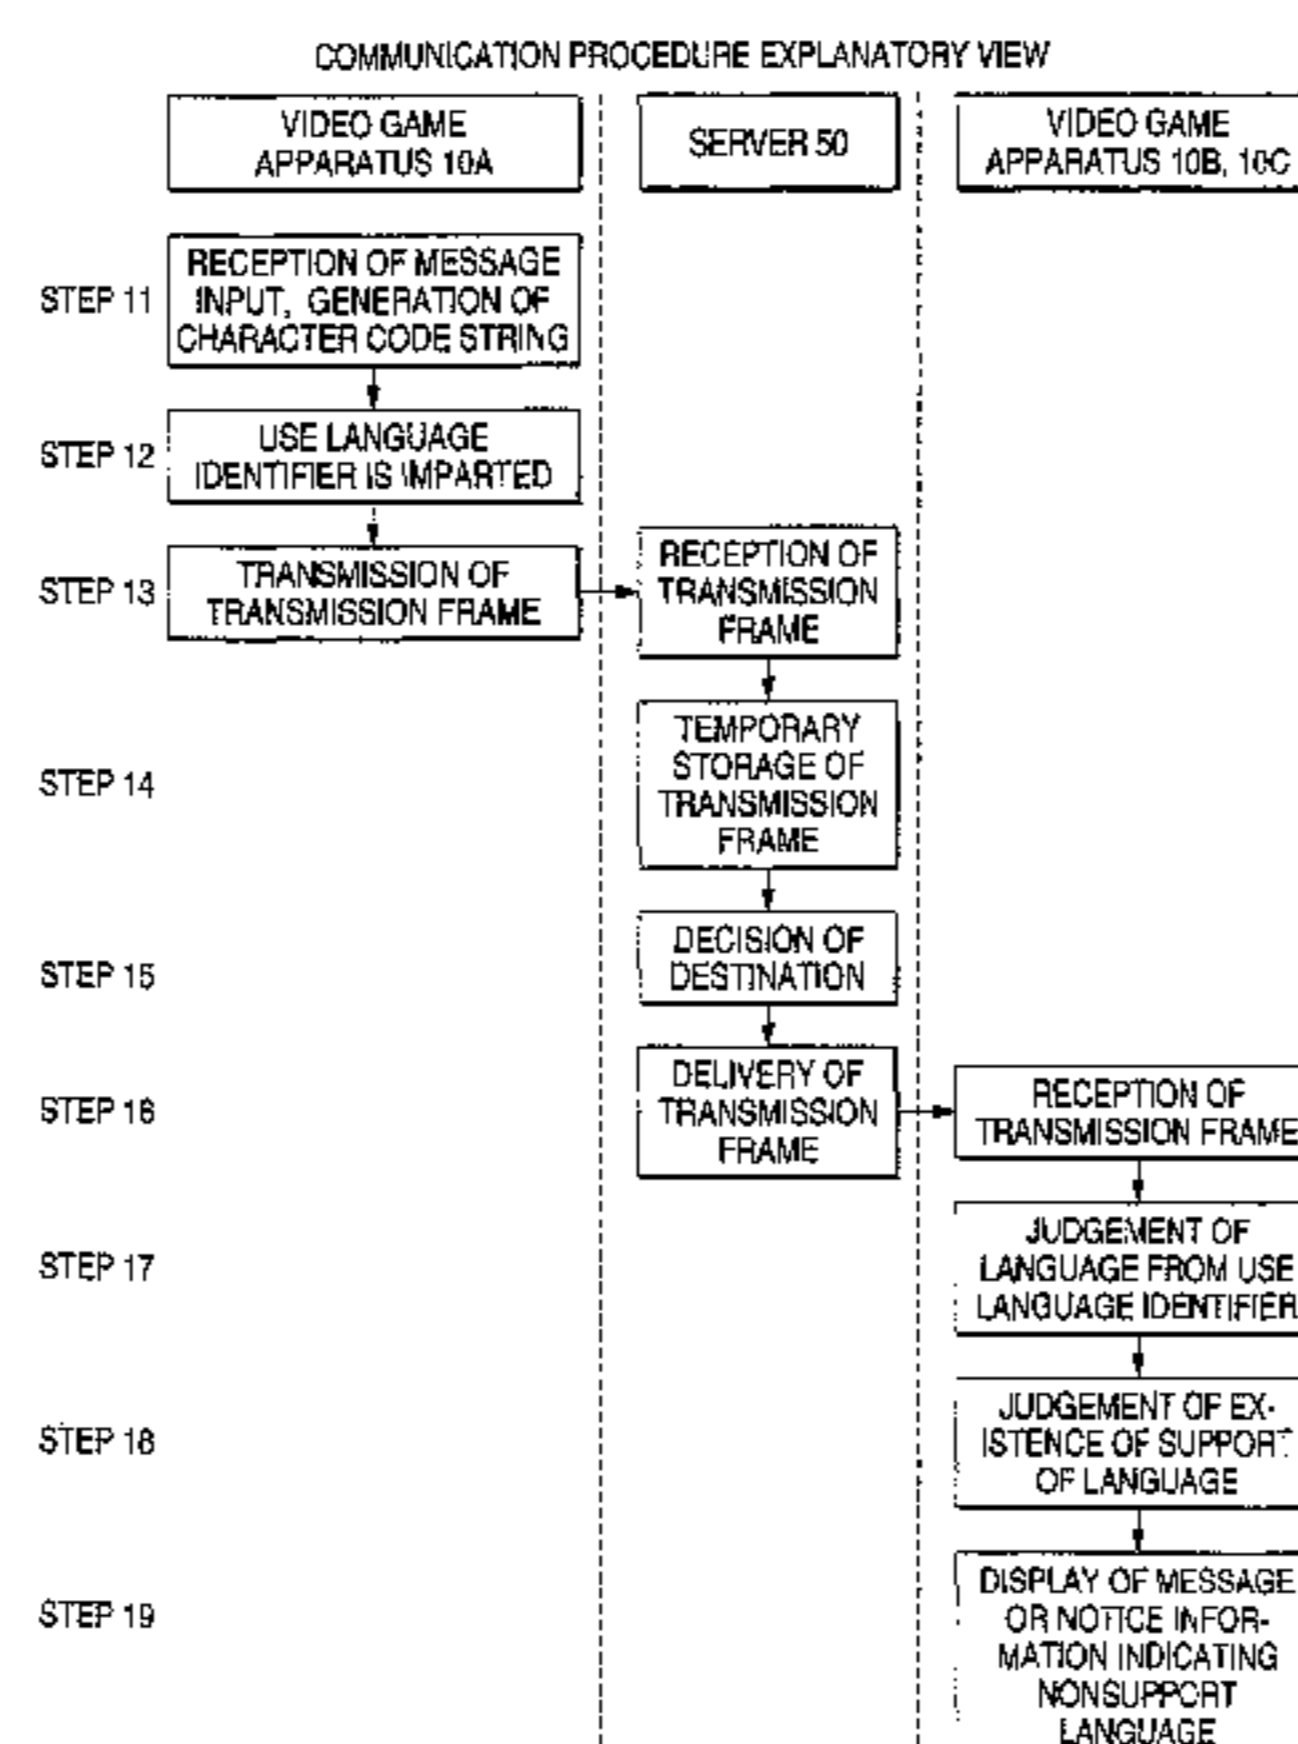 COMMUNICATION PROCEDURE EXPLANATORY VIEW
VIDEO GAME
APPARATUS 10A
SERVER 50
VIDEO GAME
APPARATUS 10B, 10C
STEP 11
RECEPTION OF MESSAGE
INPUT, GENERATION OF
CHARACTER CODE STRING
STEP 12
USE LANGUAGE
IDENTIFIER IS IMPARTED
STEP 13
TRANSMISSION OF
TRANSMISSION FRAME
RECEPTION OF
TRANSMISSION
FRAME
STEP 14
TEMPORARY
STORAGE OF
TRANSMISSION
FRAME
STEP 15
DECISION OF
DESTINATION
STEP 16
DELIVERY OF
TRANSMISSION
FRAME
RECEPTION OF
TRANSMISSION FRAME
STEP 17
JUDGEMENT OF
LANGUAGE FROM USE
LANGUAGE IDENTIFIER
STEP 18
JUDGEMENT OF EX-
ISTENCE OF SUPPORT
OF LANGUAGE
STEP 19
DISPLAY OF MESSAGE
OR NOTICE INFOR-
MATION INDICATING
NONSUPPORT
LANGUAGE